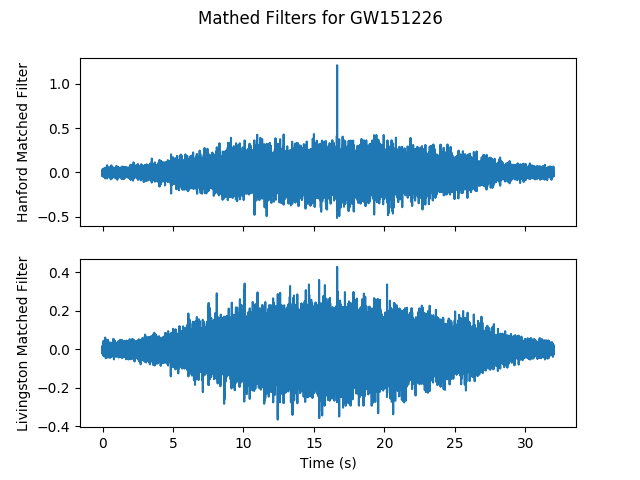 Mathed Filters for GW151226
Hanford Matched Filter
1.0
0.5
0.0
−0.5
Livingston Matched Filter
0.4
0.2
0.0
−0.2
−0.4
0 5 10 15 20 25 30
Time (s)